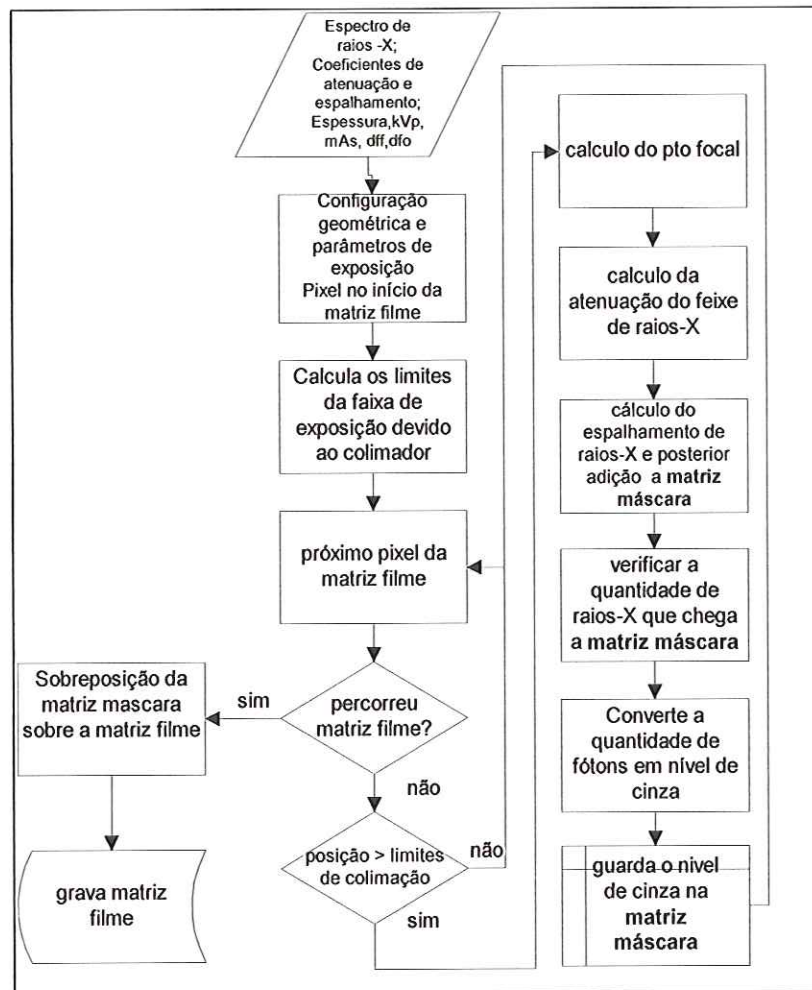 Espectro de
raios -X;
Coeficientes de
atenuação e
espalhamento;
Espessura,kVp,
mAs, dff,dfo
Configuração
geométrica e
parâmetros de
exposição
Pixel no início da
matriz filme
Calcula os limites
da faixa de
exposição devido
ao colimador
próximo pixel da
matriz filme
percorreu
matriz filme?
sim
Sobreposição da
matriz mascara
sobre a matriz filme
grava matriz
filme
não
posição > limites
de colimação
não
sim
calculo do pto focal
calculo da
atenuação do feixe
de raios-X
cálculo do
espalhamento de
raios-X e posterior
adição a matriz
máscara
verificar a
quantidade de
raios-X que chega
a matriz máscara
Converte a
quantidade de
fótons em nível de
cinza
guarda o nivel
de cinza na
matriz
máscara